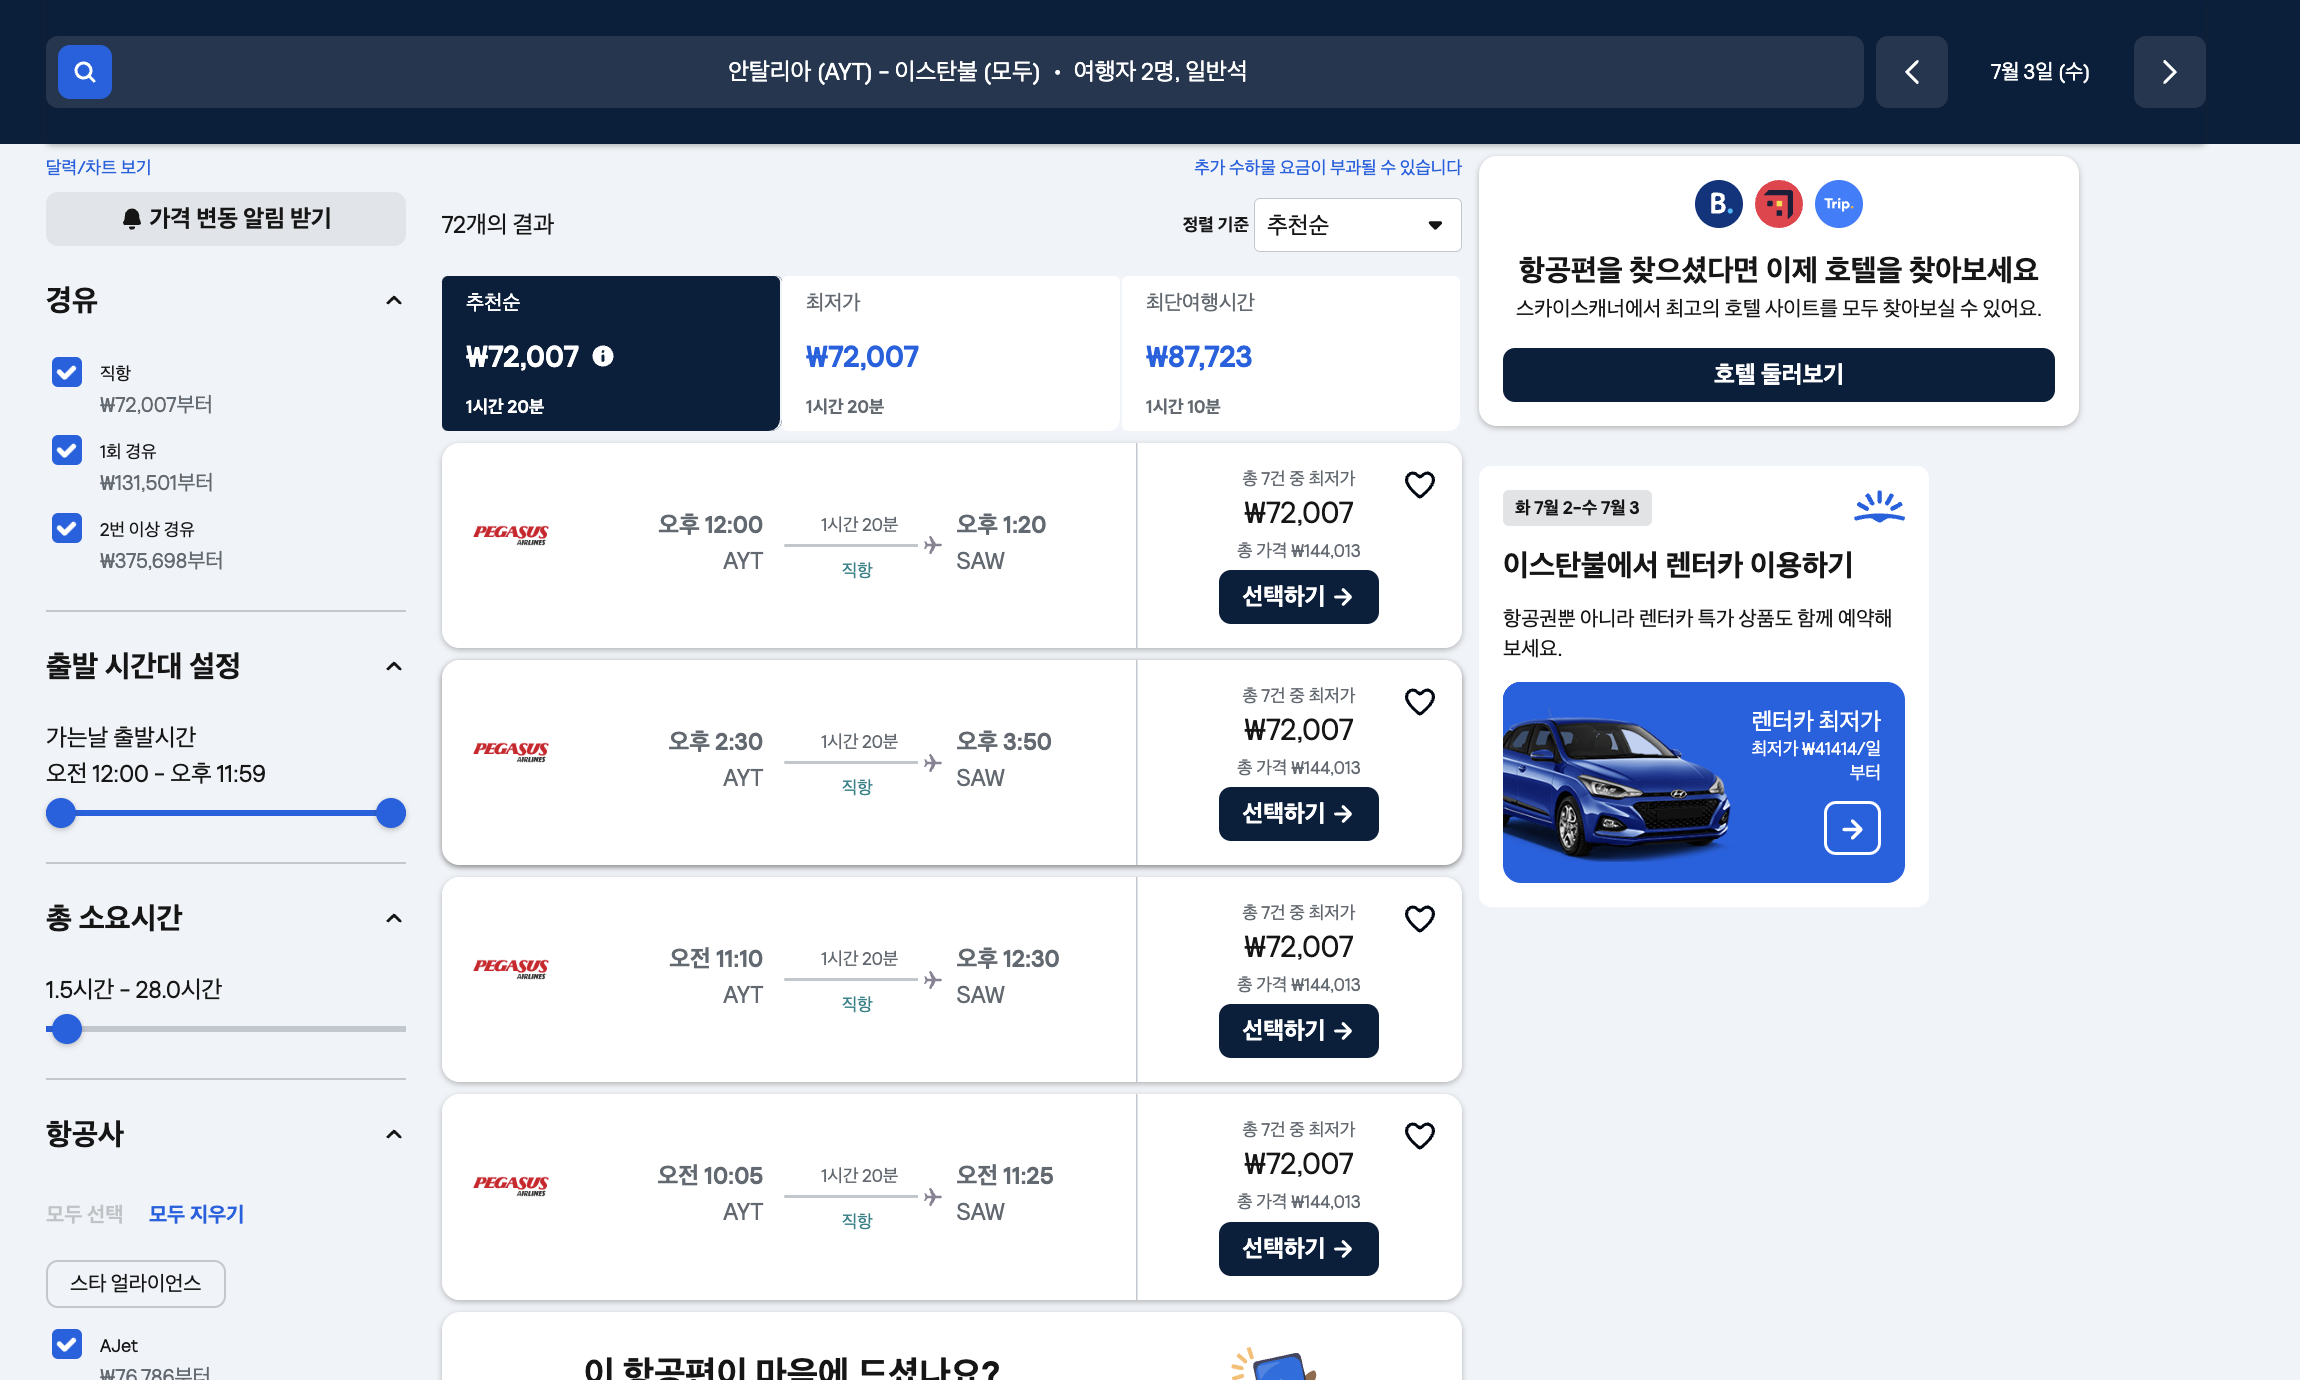 안탈리아 (AYT) - 이스탄불 (모두) • 여행자 2명, 일반석
7월 3일 (수)
달력/차트 보기
추가 수하물 요금이 부과될 수 있습니다
가격 변동 알림 받기
72개의 결과
정렬 기준
추천순
경유
직항
₩72,007부터
1회 경유
₩131,501부터
2번 이상 경유
₩375,698부터
출발 시간대 설정
가는날 출발시간
오전 12:00 - 오후 11:59
총 소요시간
1.5시간 - 28.0시간
항공사
모두 선택
모두 지우기
스타 얼라이언스
AJet
₩76,786부터
추천순
₩72,007
1시간 20분
최저가
₩72,007
1시간 20분
최단여행시간
₩87,723
1시간 10분
PEGASUS
AIRLINES
오후 12:00
AYT
1시간 20분
직항
오후 1:20
SAW
총 7건 중 최저가
₩72,007
총 가격 ₩144,013
선택하기
PEGASUS
AIRLINES
오후 2:30
AYT
1시간 20분
직항
오후 3:50
SAW
총 7건 중 최저가
₩72,007
총 가격 ₩144,013
선택하기
PEGASUS
AIRLINES
오전 11:10
AYT
1시간 20분
직항
오후 12:30
SAW
총 7건 중 최저가
₩72,007
총 가격 ₩144,013
선택하기
PEGASUS
AIRLINES
오전 10:05
AYT
1시간 20분
직항
오전 11:25
SAW
총 7건 중 최저가
₩72,007
총 가격 ₩144,013
선택하기
이 항공편이 마음에 드셨나요?
B.
Trip.
항공편을 찾으셨다면 이제 호텔을 찾아보세요
스카이스캐너에서 최고의 호텔 사이트를 모두 찾아보실 수 있어요.
호텔 둘러보기
화 7월 2-수 7월 3
이스탄불에서 렌터카 이용하기
항공권뿐 아니라 렌터카 특가 상품도 함께 예약해
보세요.
렌터카 최저가
최저가 ₩41414/일
부터